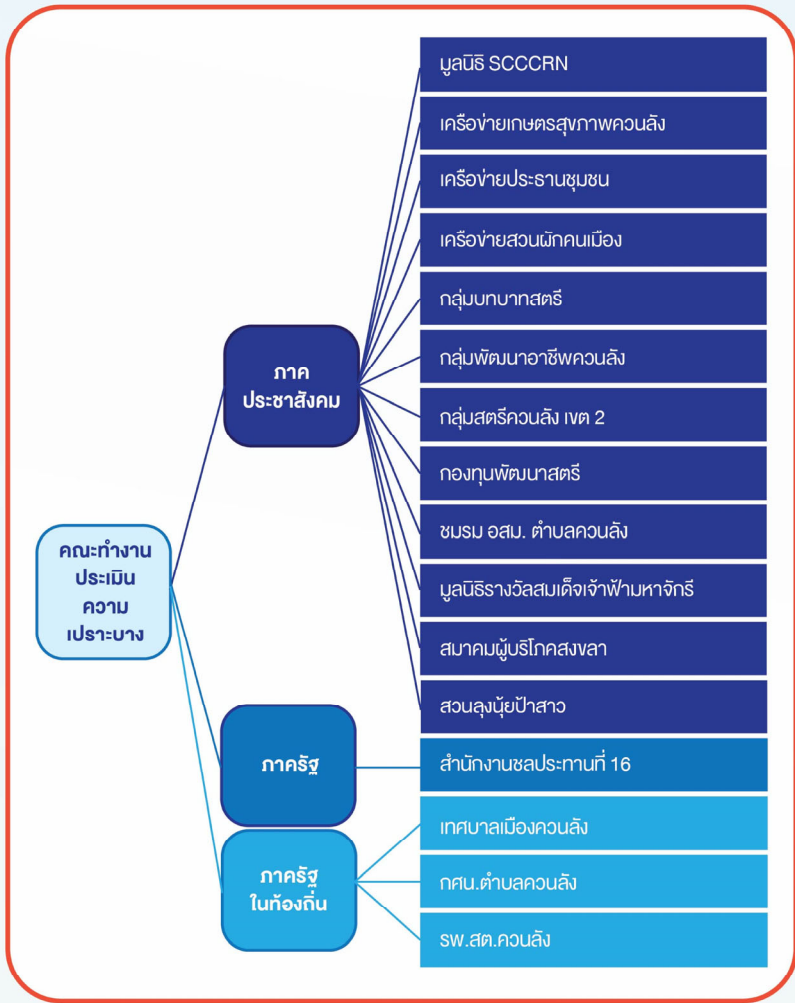 คณะทำงาน
ประเมิน
ความ
เปราะบาง
ภาค
ประชาสังคม
มูลนิธิ SCCCRN
เครือข่ายเกษตรสุขภาพควนลัง
เครือข่ายประธานชุมชน
เครือข่ายสวนผักคนเมือง
กลุ่มบทบาทสตรี
กลุ่มพัฒนาอาชีพควนลัง
กลุ่มสตรีควนลัง เขต 2
กองทุนพัฒนาสตรี
ชมรม อสม. ตำบลควนลัง
มูลนิธิรางวัลสมเด็จเจ้าฟ้ามหาจักรี
สมาคมผู้บริโภคสงขลา
สวนลุงนุ้ยป้าสาว
ภาครัฐ
สำนักงานชลประทานที่ 16
ภาครัฐ
ในท้องถิ่น
เทศบาลเมืองควนลัง
กศน.ตำบลควนลัง
รพ.สต.ควนลัง